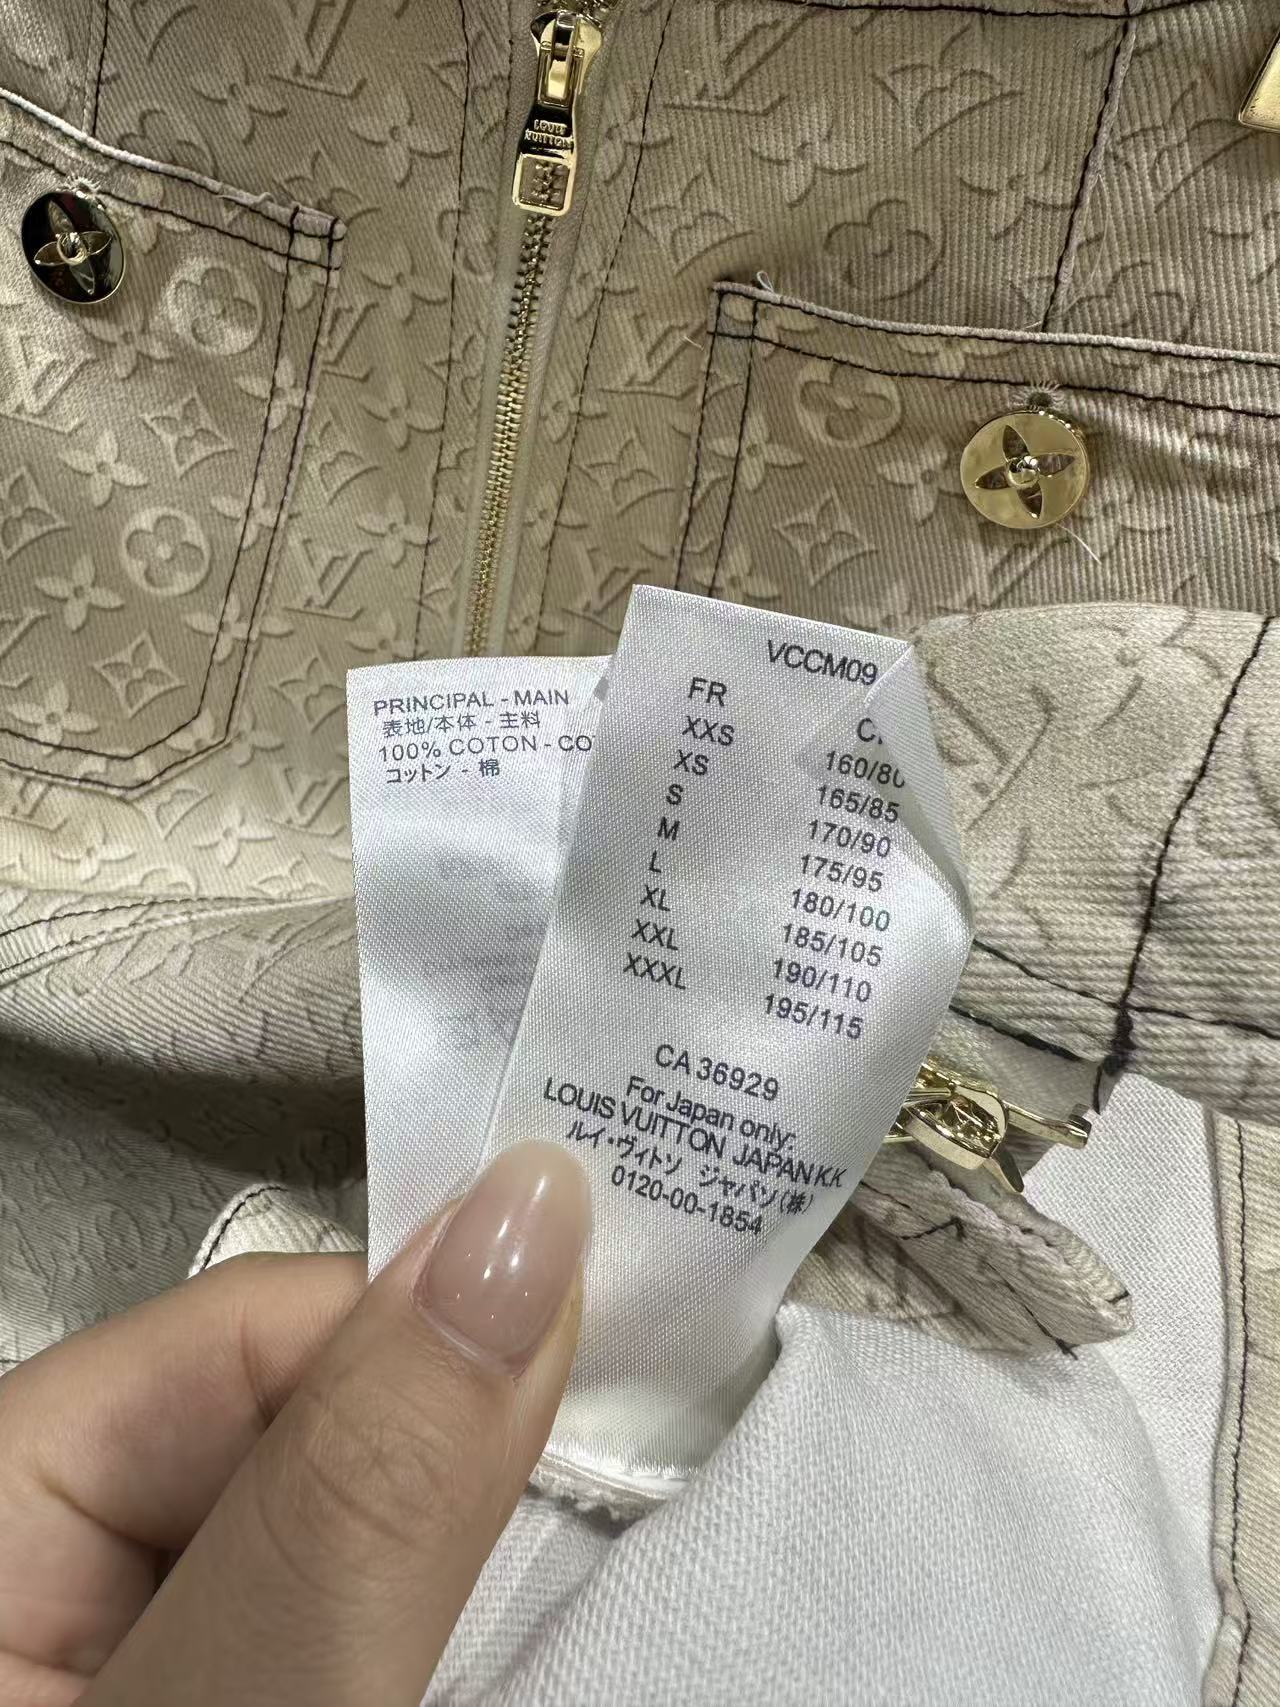 LOUIS
VUITTON
PRINCIPAL - MAIN
表地/本体 - 主料
100% COTON - CO
コットン - 棉
VCCM09
FR
XXS 160/80
XS 165/85
S 170/90
M 175/95
L 180/100
XL 185/105
XXL 190/110
XXXL 195/115
CA 36929
For Japan only:
LOUIS VUITTON JAPAN K.K
ルイ・ヴィトン ジャパン(株)
0120-00-1854